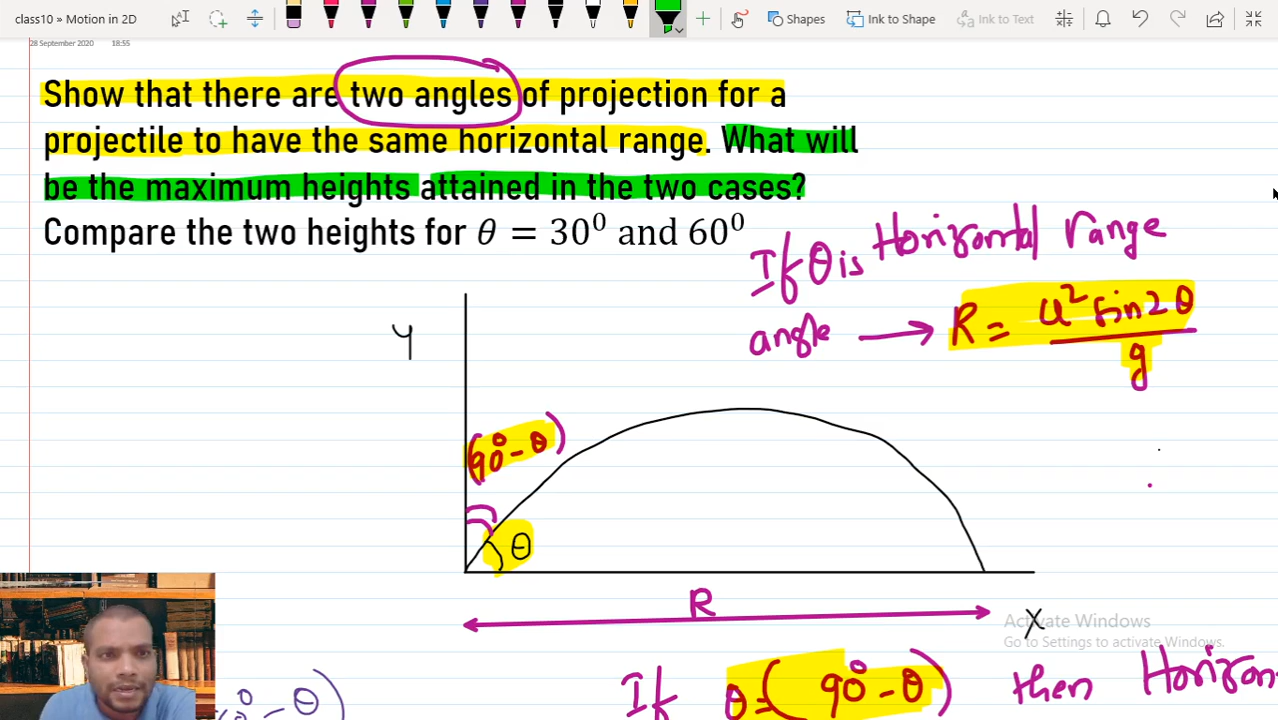 class10 » Motion in 2D
Shapes
Ink to Shape
Ink to Text
28 September 2020 18:55
Show that there are two angles of projection for a
projectile to have the same horizontal range. What will
be the maximum heights attained in the two cases?
Compare the two heights for θ = 30⁰ and 60⁰
If θ is Horizontal range
angle → R = u² sin2θ
g
y
(90° - θ)
θ
R
X
Activate Windows
Go to Settings to activate Windows.
If θ = (90° - θ) then Horizon
- θ)